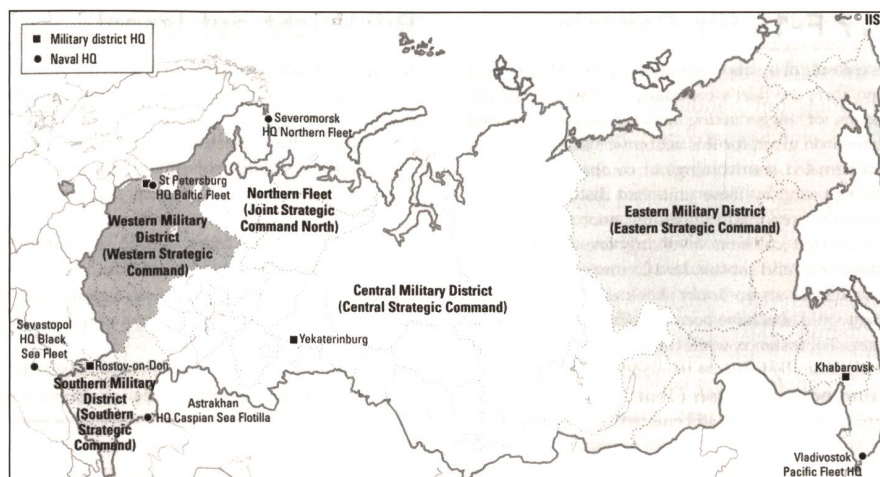 © IIS
Military district HQ
Naval HQ
Severomorsk
HQ Northern Fleet
St Petersburg
HQ Baltic Fleet
Northern Fleet
(Joint Strategic
Command North)
Western Military
District
(Western Strategic
Command)
Eastern Military District
(Eastern Strategic Command)
Central Military District
(Central Strategic Command)
Sevastopol
HQ Black
Sea Fleet
Yekaterinburg
Rostov-on-Don
Khabarovsk
Southern Military
District
(Southern
Strategic
Command)
Astrakhan
HQ Caspian Sea Flotilla
Vladivostok
Pacific Fleet HQ